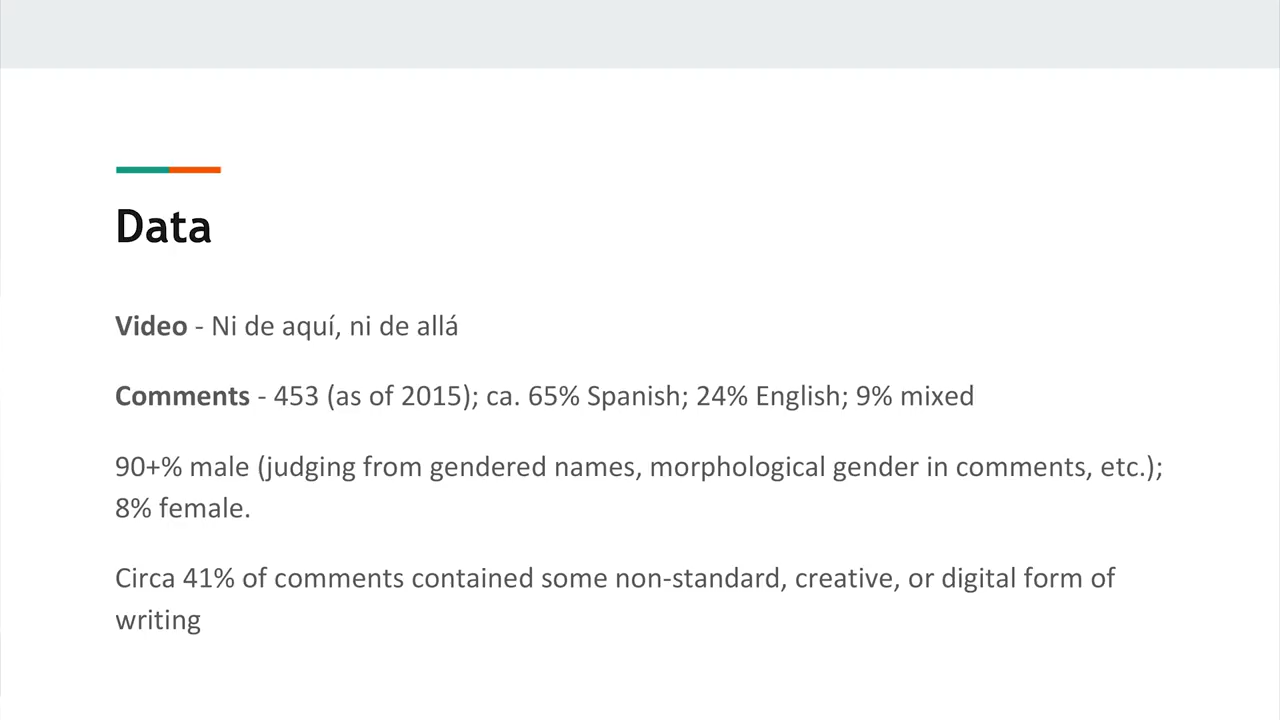 Data
Video - Ni de aquí, ni de allá
Comments - 453 (as of 2015); ca. 65% Spanish; 24% English; 9% mixed
90+% male (judging from gendered names, morphological gender in comments, etc.);
8% female.
Circa 41% of comments contained some non-standard, creative, or digital form of
writing